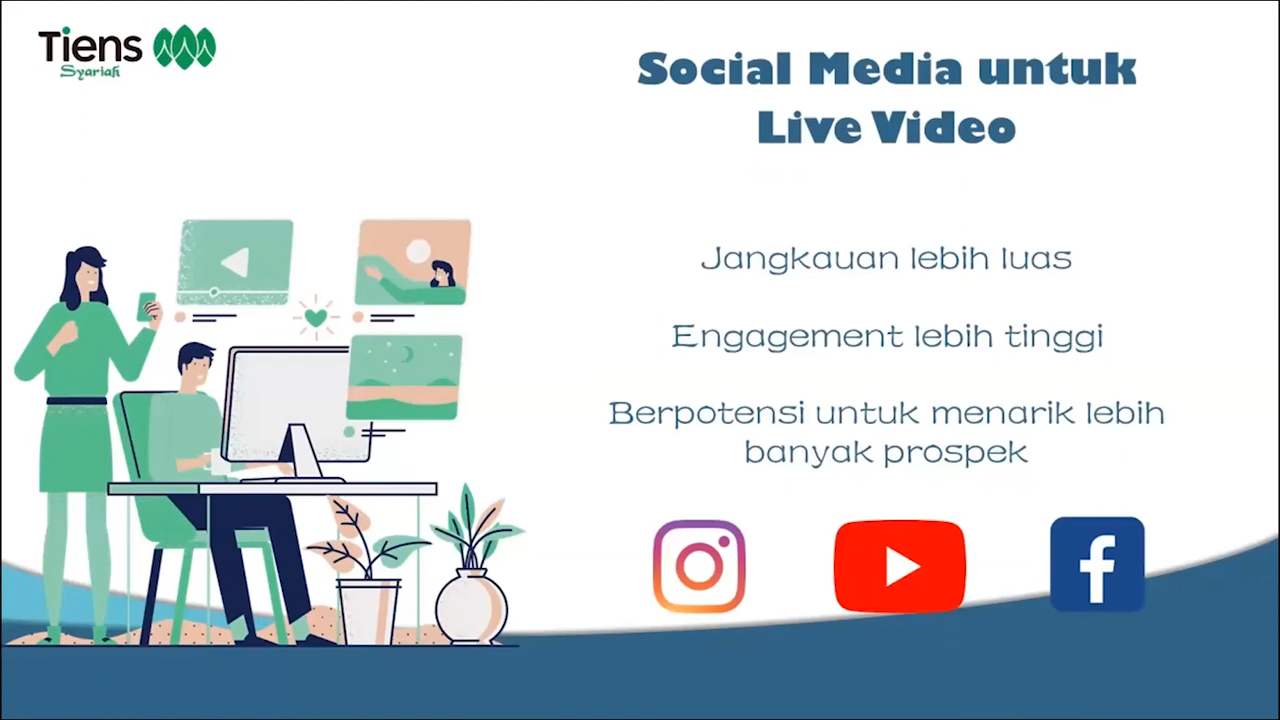 Tiens
Syariah
Social Media untuk
Live Video
Jangkauan lebih luas
Engagement lebih tinggi
Berpotensi untuk menarik lebih
banyak prospek